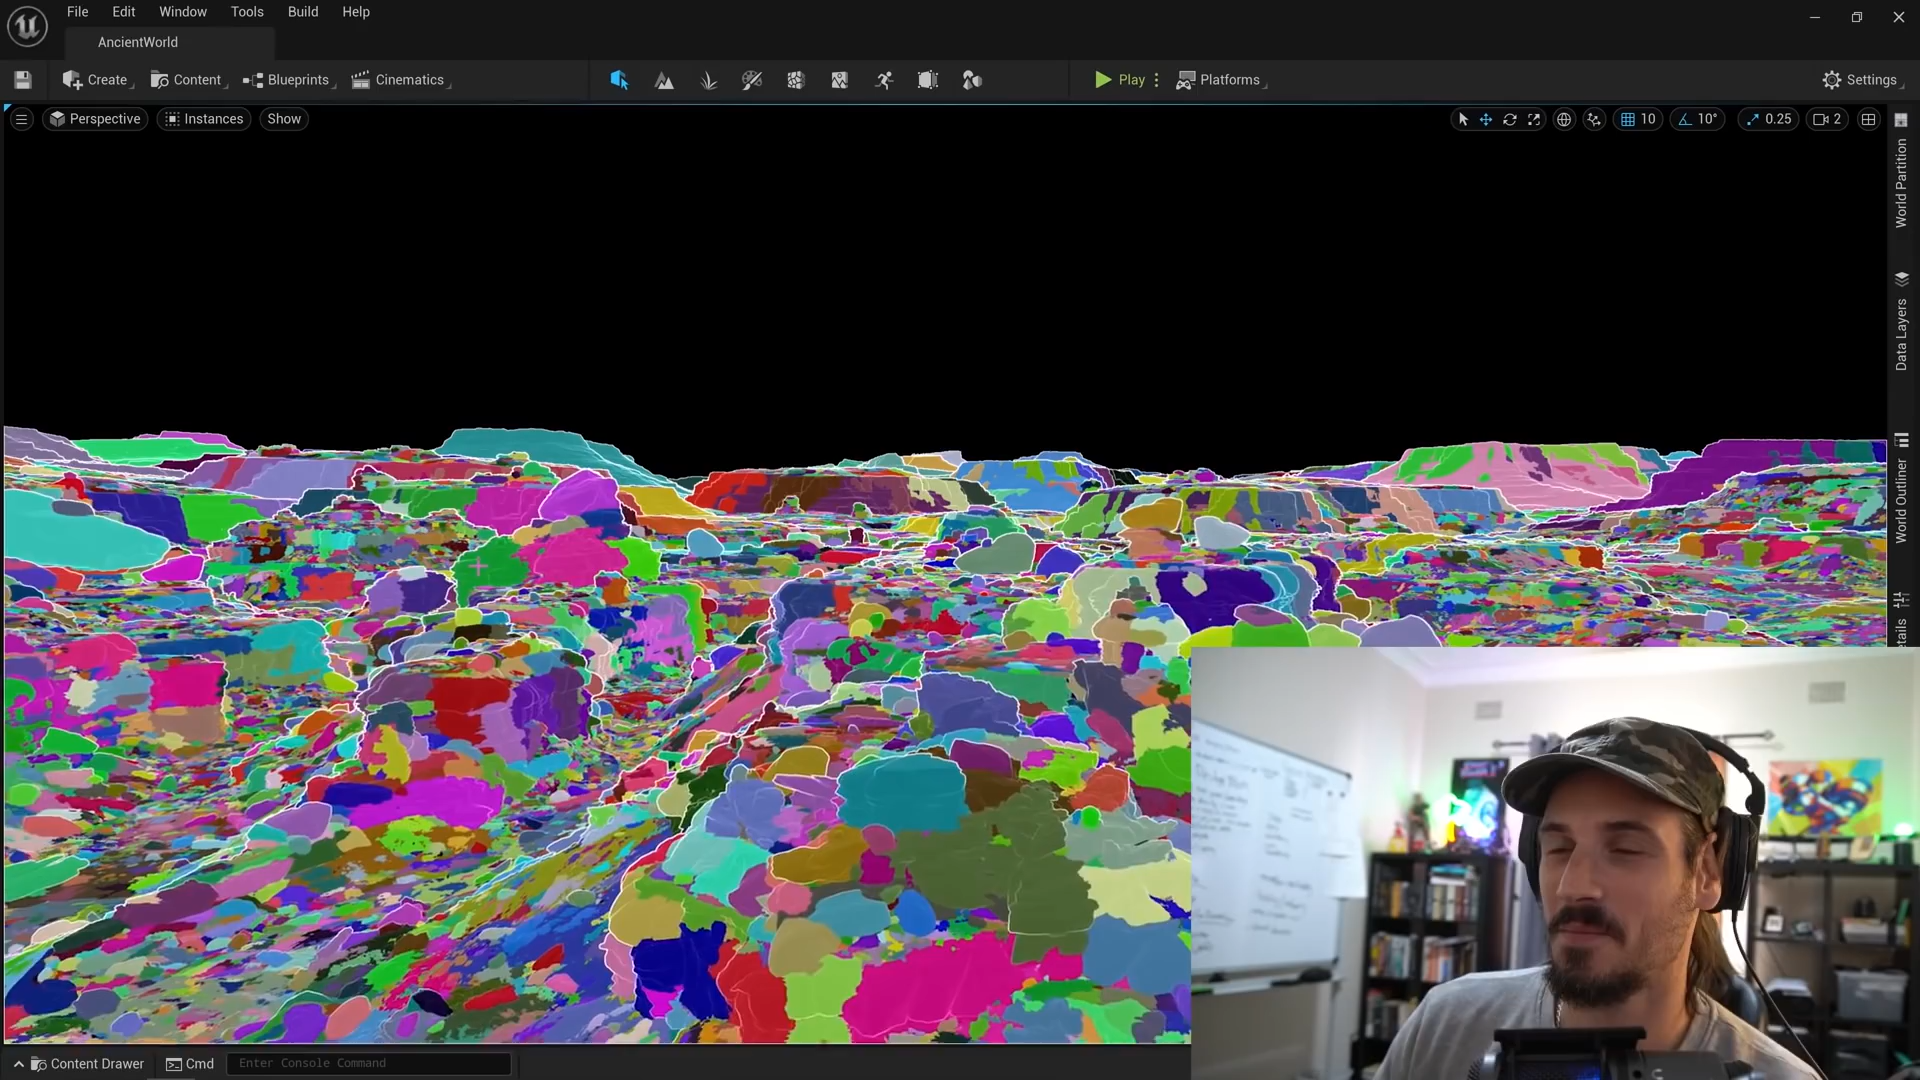 File Edit Window Tools Build Help
AncientWorld
Create Content Blueprints Cinematics Play Platforms Settings
Perspective Instances Show 10 10° 0.25 2
World Partition
Data Layers
World Outliner
etails
Content Drawer Cmd Enter Console Command